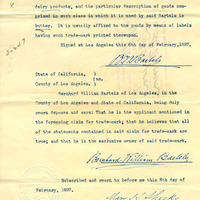 dairy products, and the particular description of goods comprised in such class in which it is used by said Bartels is
butter. It is usually affixed to the goods by means of labels
having such trade-mark printed thereupon.
Signed at Los Angeles this 6th day of February, 1897.
State of California, )
) ss.
County of Los Angeles. )
Bernhard William Bartels of Los Angeles, in the
County of Los Angeles and State of California, being duly
sworn deposes and says: That he is the applicant mentioned in
the foregoing claim for trade-mark; that he believes that all
of the statements contained in said claim for trade-mark are
true; and that he is the exclusive owner of said trade-mark.
Bernhard William Bartels
Subscribed and sworn to before me this 6th day of
February, 1897.